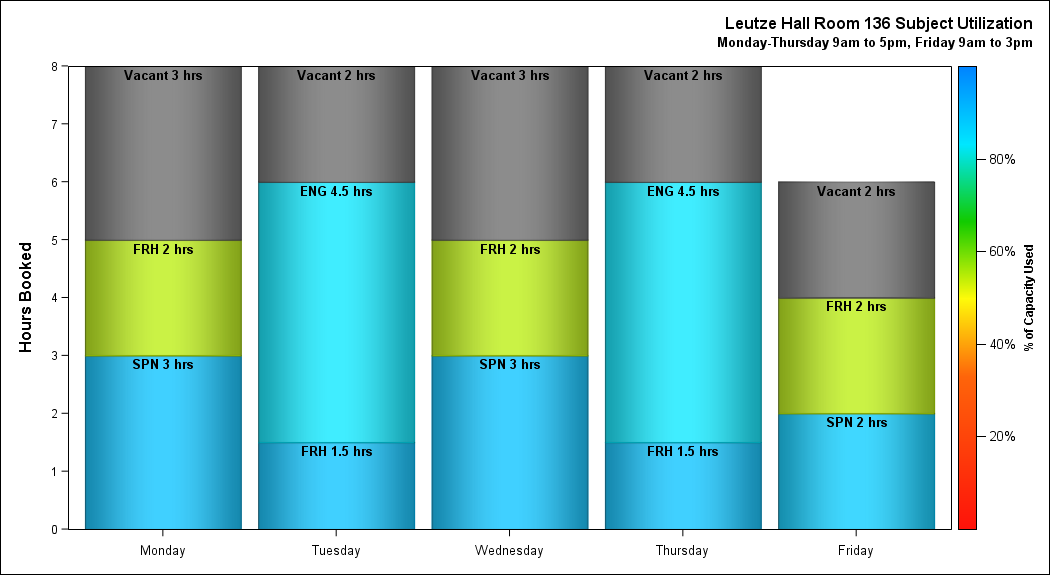 Leutze Hall Room 136 Subject Utilization
Monday-Thursday 9am to 5pm, Friday 9am to 3pm
Hours Booked
8
7
6
5
4
3
2
1
0
Vacant 3 hrs
FRH 2 hrs
SPN 3 hrs
Vacant 2 hrs
ENG 4.5 hrs
FRH 1.5 hrs
Vacant 3 hrs
FRH 2 hrs
SPN 3 hrs
Vacant 2 hrs
ENG 4.5 hrs
FRH 1.5 hrs
Vacant 2 hrs
FRH 2 hrs
SPN 2 hrs
Monday
Tuesday
Wednesday
Thursday
Friday
80%
60%
40%
20%
% of Capacity Used